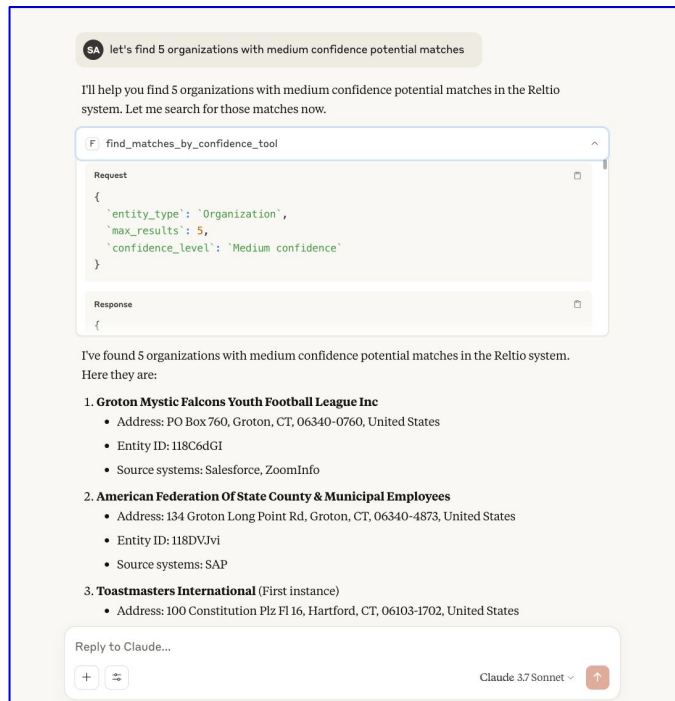 SA let's find 5 organizations with medium confidence potential matches
I'll help you find 5 organizations with medium confidence potential matches in the Reltio
system. Let me search for those matches now.
F find_matches_by_confidence_tool
Request
{
`entity_type`: `Organization`,
`max_results`: 5,
`confidence_level`: `Medium confidence`
}
Response
{
I've found 5 organizations with medium confidence potential matches in the Reltio system.
Here they are:
1. Groton Mystic Falcons Youth Football League Inc
• Address: PO Box 760, Groton, CT, 06340-0760, United States
• Entity ID: 118C6dGI
• Source systems: Salesforce, ZoomInfo
2. American Federation Of State County & Municipal Employees
• Address: 134 Groton Long Point Rd, Groton, CT, 06340-4873, United States
• Entity ID: 118DVJvi
• Source systems: SAP
3. Toastmasters International (First instance)
• Address: 100 Constitution Plz Fl 16, Hartford, CT, 06103-1702, United States
Reply to Claude...
Claude 3.7 Sonnet